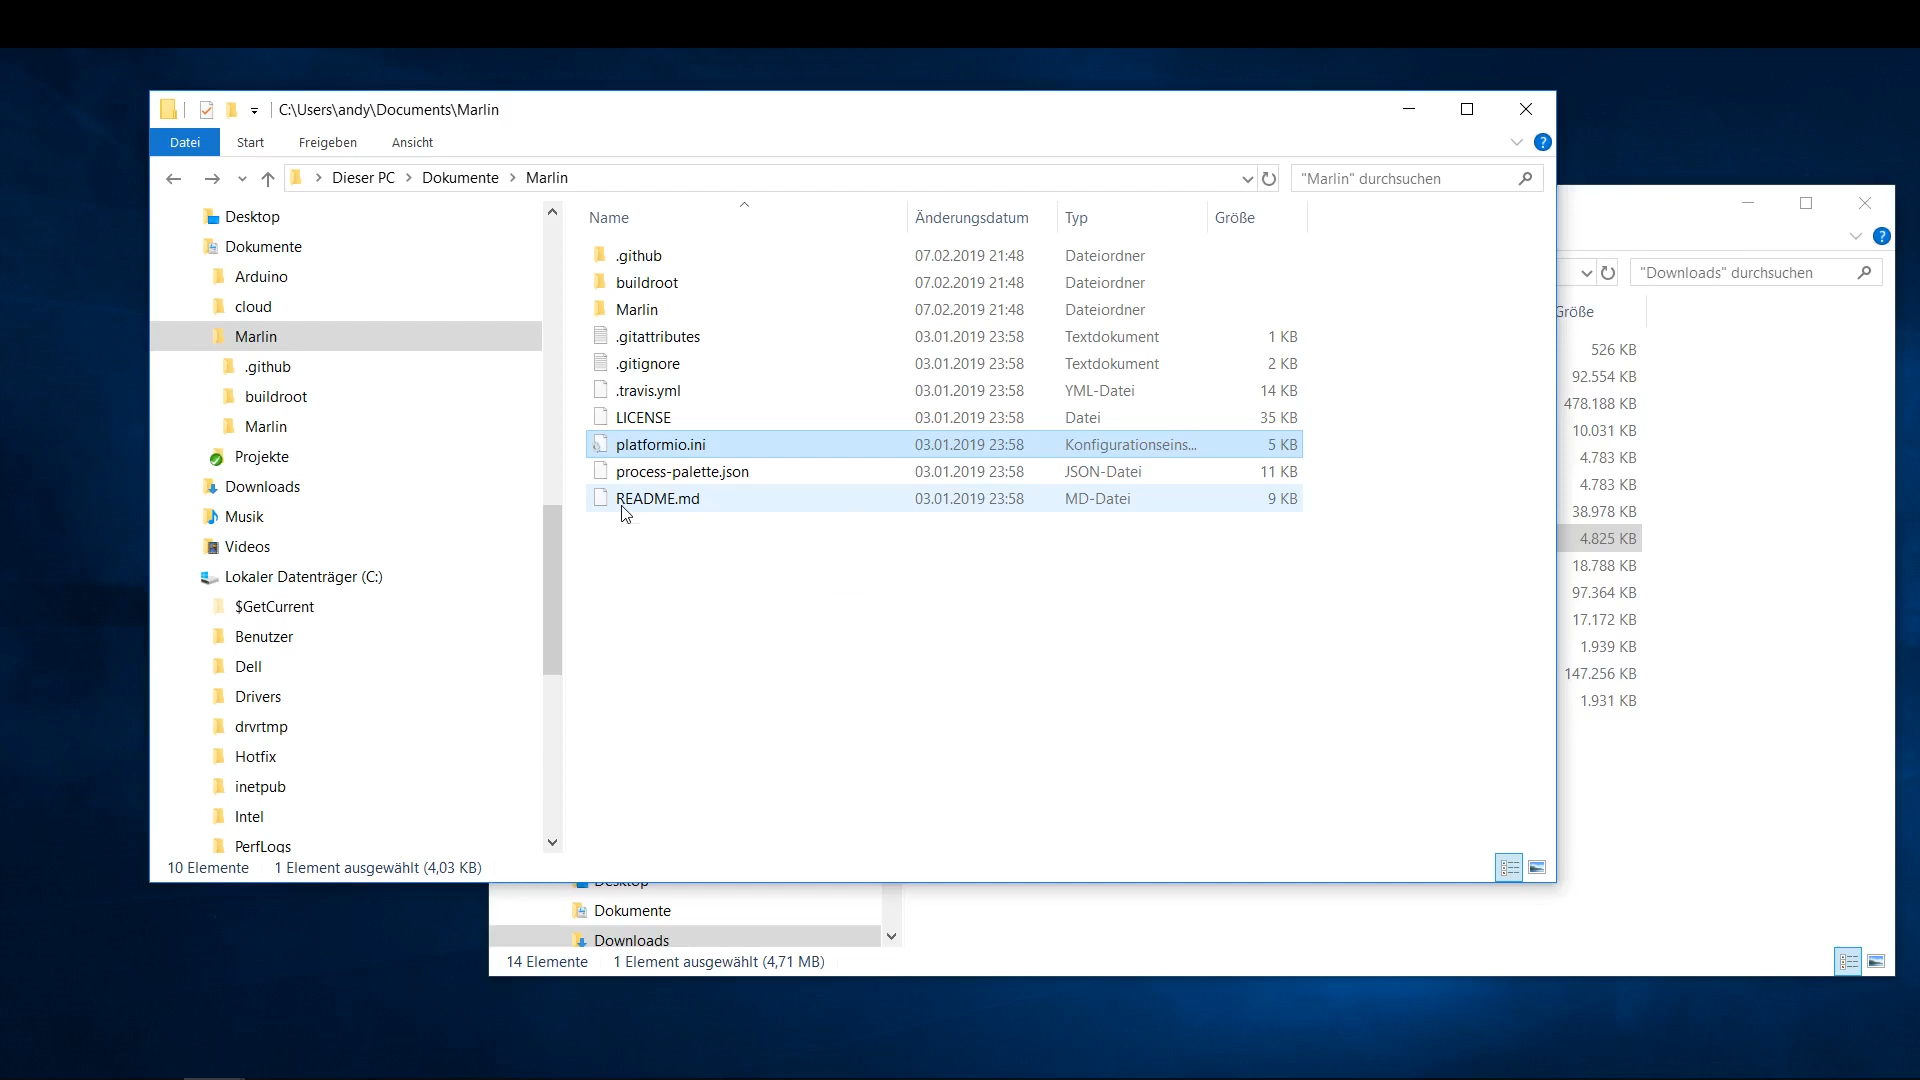 C:\Users\andy\Documents\Marlin
Datei Start Freigeben Ansicht
Dieser PC Dokumente Marlin
"Marlin" durchsuchen
Desktop
Dokumente
Arduino
cloud
Marlin
.github
buildroot
Marlin
Projekte
Downloads
Musik
Videos
Lokaler Datenträger (C:)
$GetCurrent
Benutzer
Dell
Drivers
drvrtmp
Hotfix
inetpub
Intel
PerfLogs
Name Änderungsdatum Typ Größe
.github 07.02.2019 21:48 Dateiordner
buildroot 07.02.2019 21:48 Dateiordner
Marlin 07.02.2019 21:48 Dateiordner
.gitattributes 03.01.2019 23:58 Textdokument 1 KB
.gitignore 03.01.2019 23:58 Textdokument 2 KB
.travis.yml 03.01.2019 23:58 YML-Datei 14 KB
LICENSE 03.01.2019 23:58 Datei 35 KB
platformio.ini 03.01.2019 23:58 Konfigurationseins... 5 KB
process-palette.json 03.01.2019 23:58 JSON-Datei 11 KB
README.md 03.01.2019 23:58 MD-Datei 9 KB
10 Elemente 1 Element ausgewählt (4,03 KB)
"Downloads" durchsuchen
Größe
526 KB
92.554 KB
478.188 KB
10.031 KB
4.783 KB
4.783 KB
38.978 KB
4.825 KB
18.788 KB
97.364 KB
17.172 KB
1.939 KB
147.256 KB
1.931 KB
Desktop
Dokumente
Downloads
14 Elemente 1 Element ausgewählt (4,71 MB)